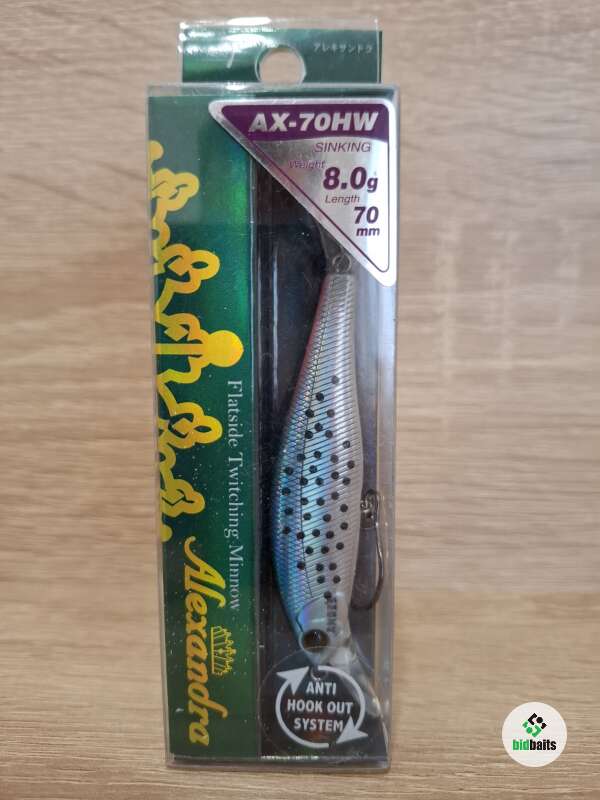 アレキサンドラ
AX-70HW
SINKING
Weight
8.0g
Length
70
mm
Flatside Twitching Minnow
Alexandra
ANTI
HOOK OUT
SYSTEM
bidbaits